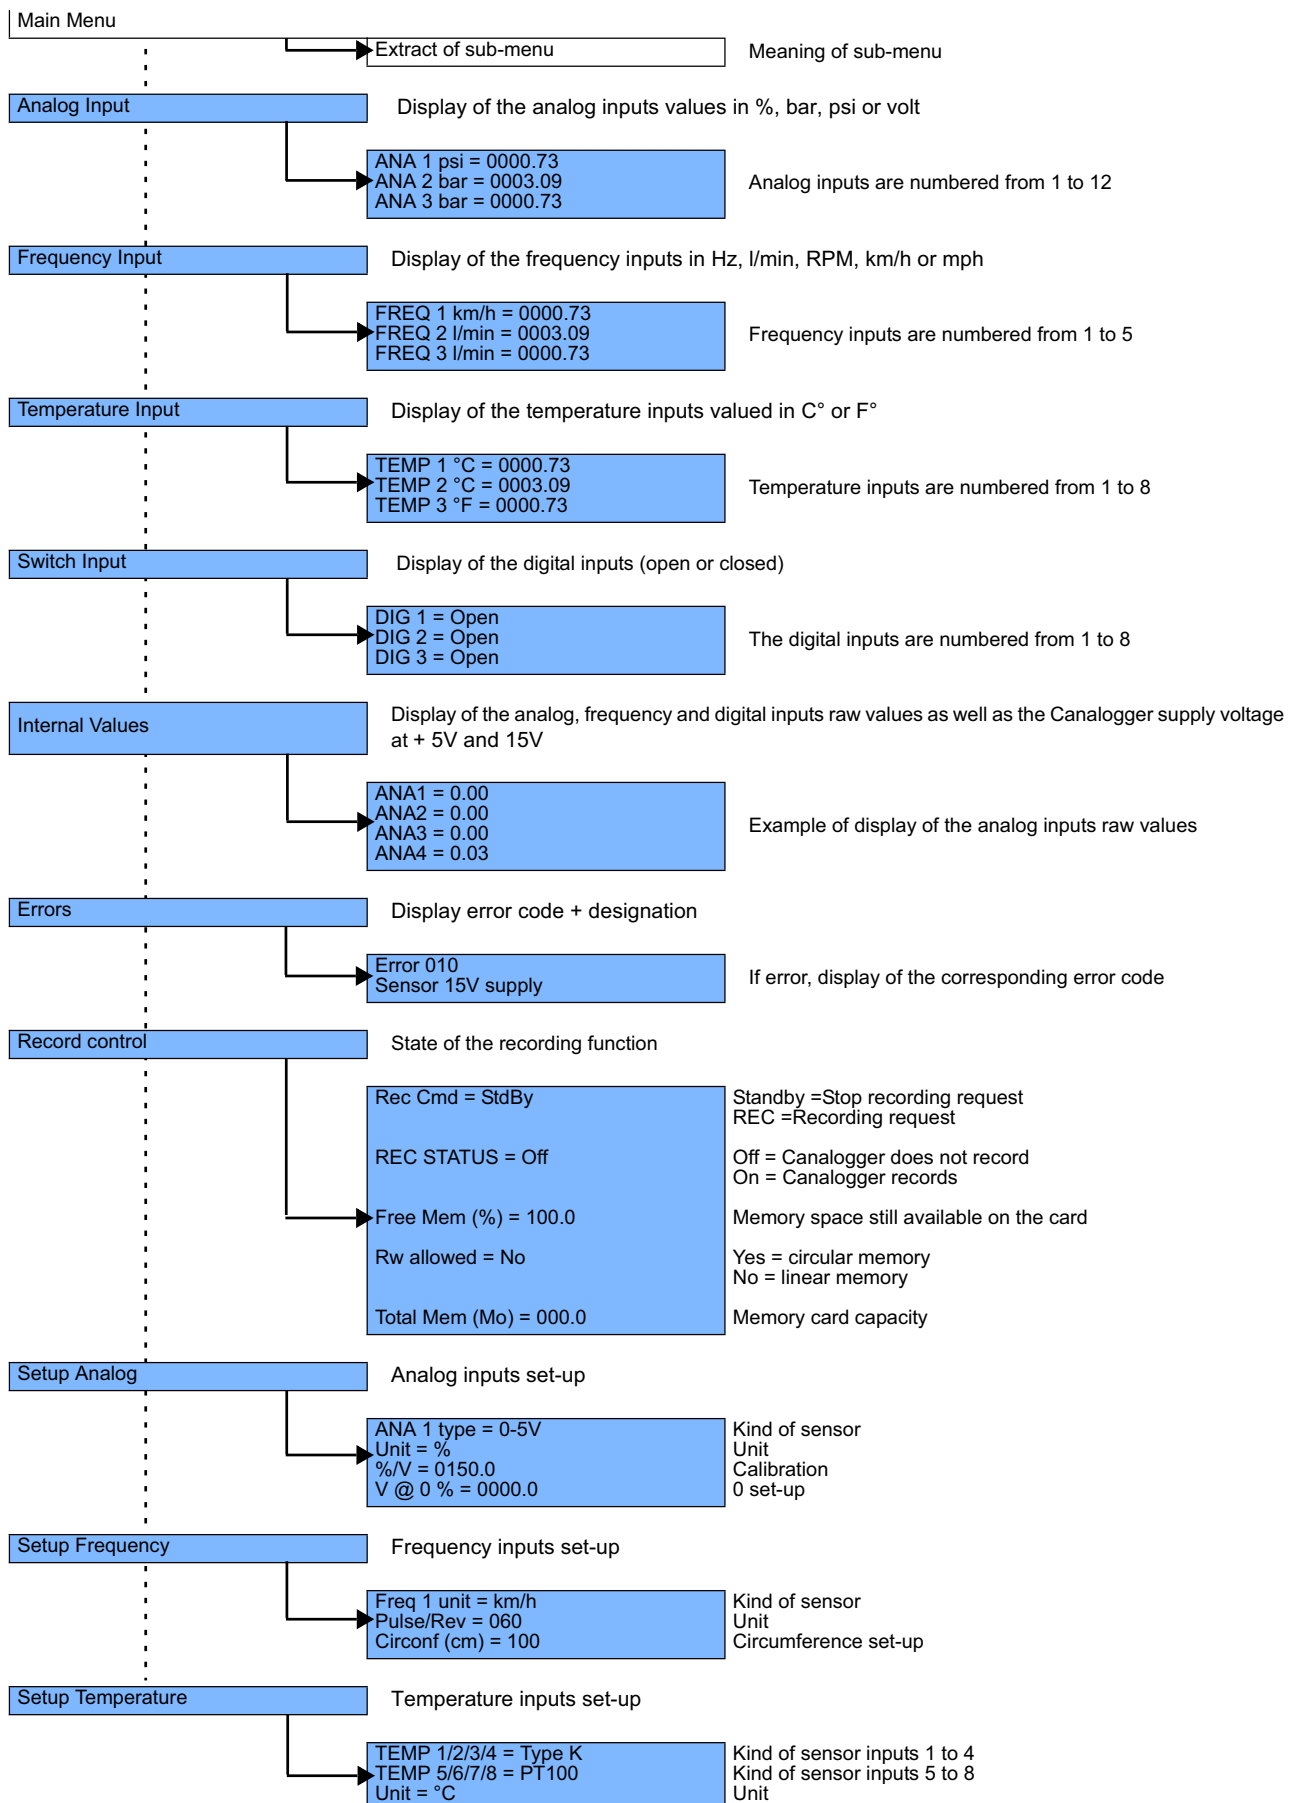 Main Menu
Extract of sub-menu
Meaning of sub-menu
Analog Input
Display of the analog inputs values in %, bar, psi or volt
ANA 1 psi = 0000.73
ANA 2 bar = 0003.09
ANA 3 bar = 0000.73
Analog inputs are numbered from 1 to 12
Frequency Input
Display of the frequency inputs in Hz, l/min, RPM, km/h or mph
FREQ 1 km/h = 0000.73
FREQ 2 l/min = 0003.09
FREQ 3 l/min = 0000.73
Frequency inputs are numbered from 1 to 5
Temperature Input
Display of the temperature inputs valued in C° or F°
TEMP 1 °C = 0000.73
TEMP 2 °C = 0003.09
TEMP 3 °F = 0000.73
Temperature inputs are numbered from 1 to 8
Switch Input
Display of the digital inputs (open or closed)
DIG 1 = Open
DIG 2 = Open
DIG 3 = Open
The digital inputs are numbered from 1 to 8
Internal Values
Display of the analog, frequency and digital inputs raw values as well as the Canalogger supply voltage
at + 5V and 15V
ANA1 = 0.00
ANA2 = 0.00
ANA3 = 0.00
ANA4 = 0.03
Example of display of the analog inputs raw values
Errors
Display error code + designation
Error 010
Sensor 15V supply
If error, display of the corresponding error code
Record control
State of the recording function
Rec Cmd = StdBy
Standby =Stop recording request
REC =Recording request
REC STATUS = Off
Off = Canalogger does not record
On = Canalogger records
Free Mem (%) = 100.0
Memory space still available on the card
Rw allowed = No
Yes = circular memory
No = linear memory
Total Mem (Mo) = 000.0
Memory card capacity
Setup Analog
Analog inputs set-up
ANA 1 type = 0-5V
Kind of sensor
Unit = %
Unit
%/V = 0150.0
Calibration
V @ 0 % = 0000.0
0 set-up
Setup Frequency
Frequency inputs set-up
Freq 1 unit = km/h
Kind of sensor
Pulse/Rev = 060
Unit
Circonf (cm) = 100
Circumference set-up
Setup Temperature
Temperature inputs set-up
TEMP 1/2/3/4 = Type K
Kind of sensor inputs 1 to 4
TEMP 5/6/7/8 = PT100
Kind of sensor inputs 5 to 8
Unit = °C
Unit